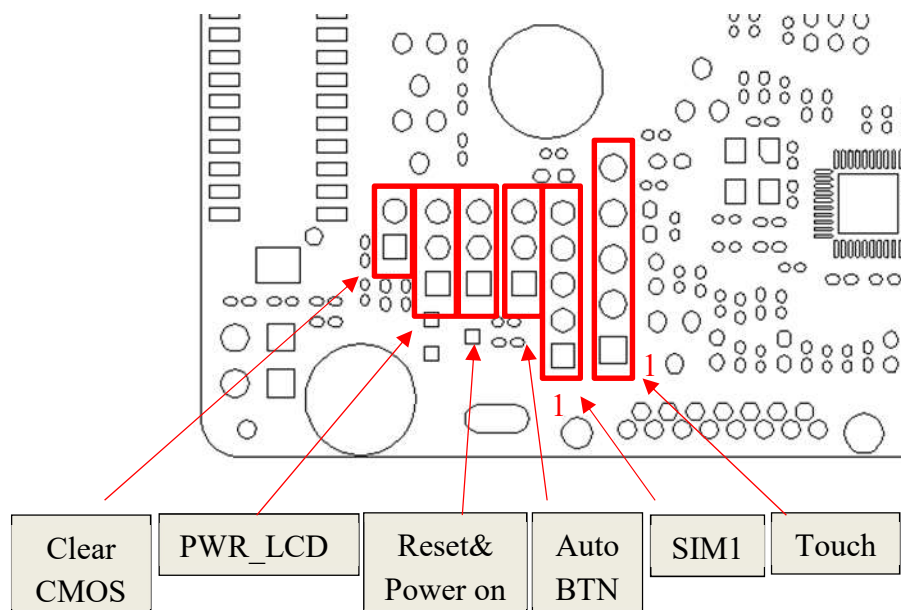 1
1
Clear
CMOS
PWR_LCD
Reset&
Power on
Auto
BTN
SIM1
Touch